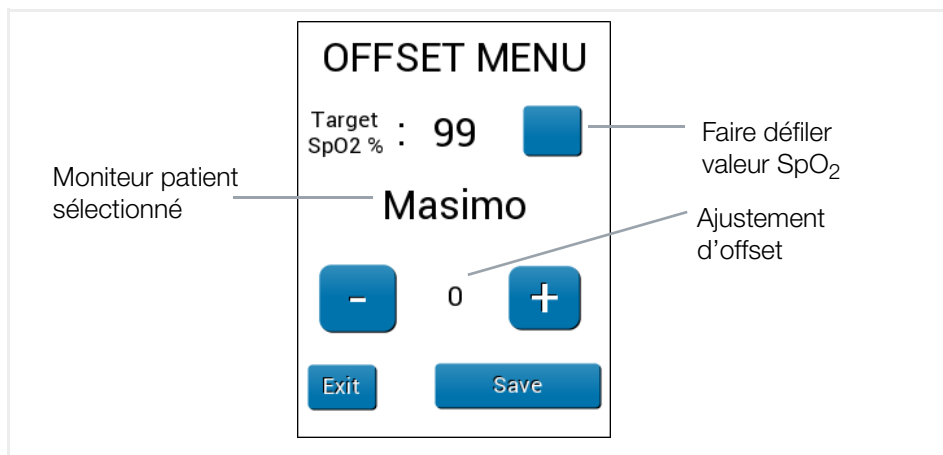 OFFSET MENU
Target
SpO2 % : 99
Faire défiler
valeur SpO₂
Moniteur patient
sélectionné
Masimo
Ajustement
d’offset
- 0 +
Exit Save